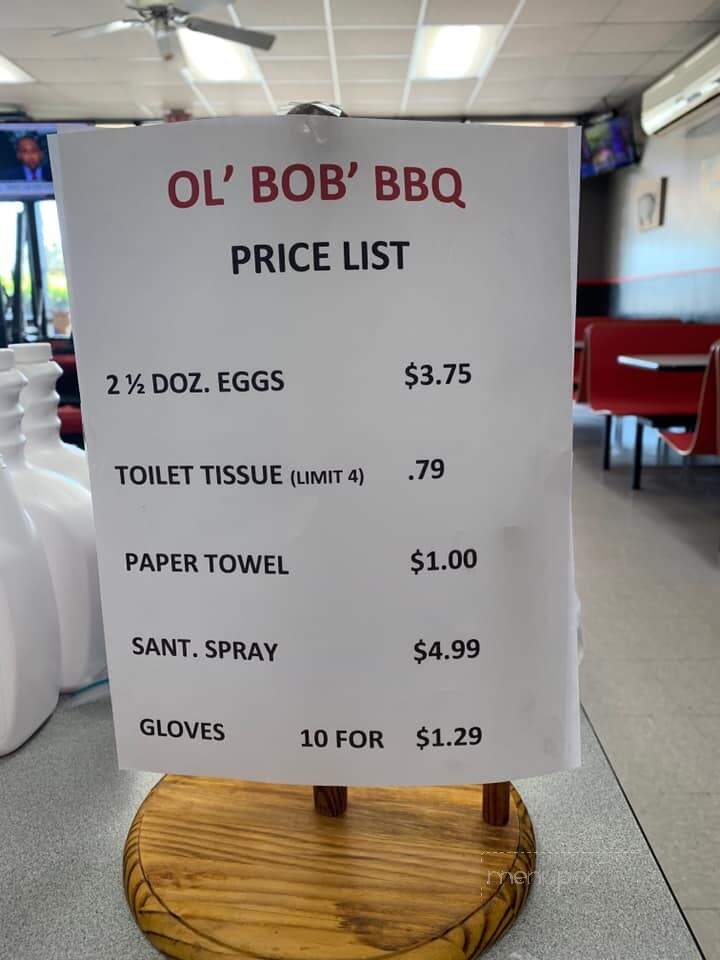 OL' BOB' BBQ
PRICE LIST
2 ½ DOZ. EGGS $3.75
TOILET TISSUE (LIMIT 4) .79
PAPER TOWEL $1.00
SANT. SPRAY $4.99
GLOVES 10 FOR $1.29